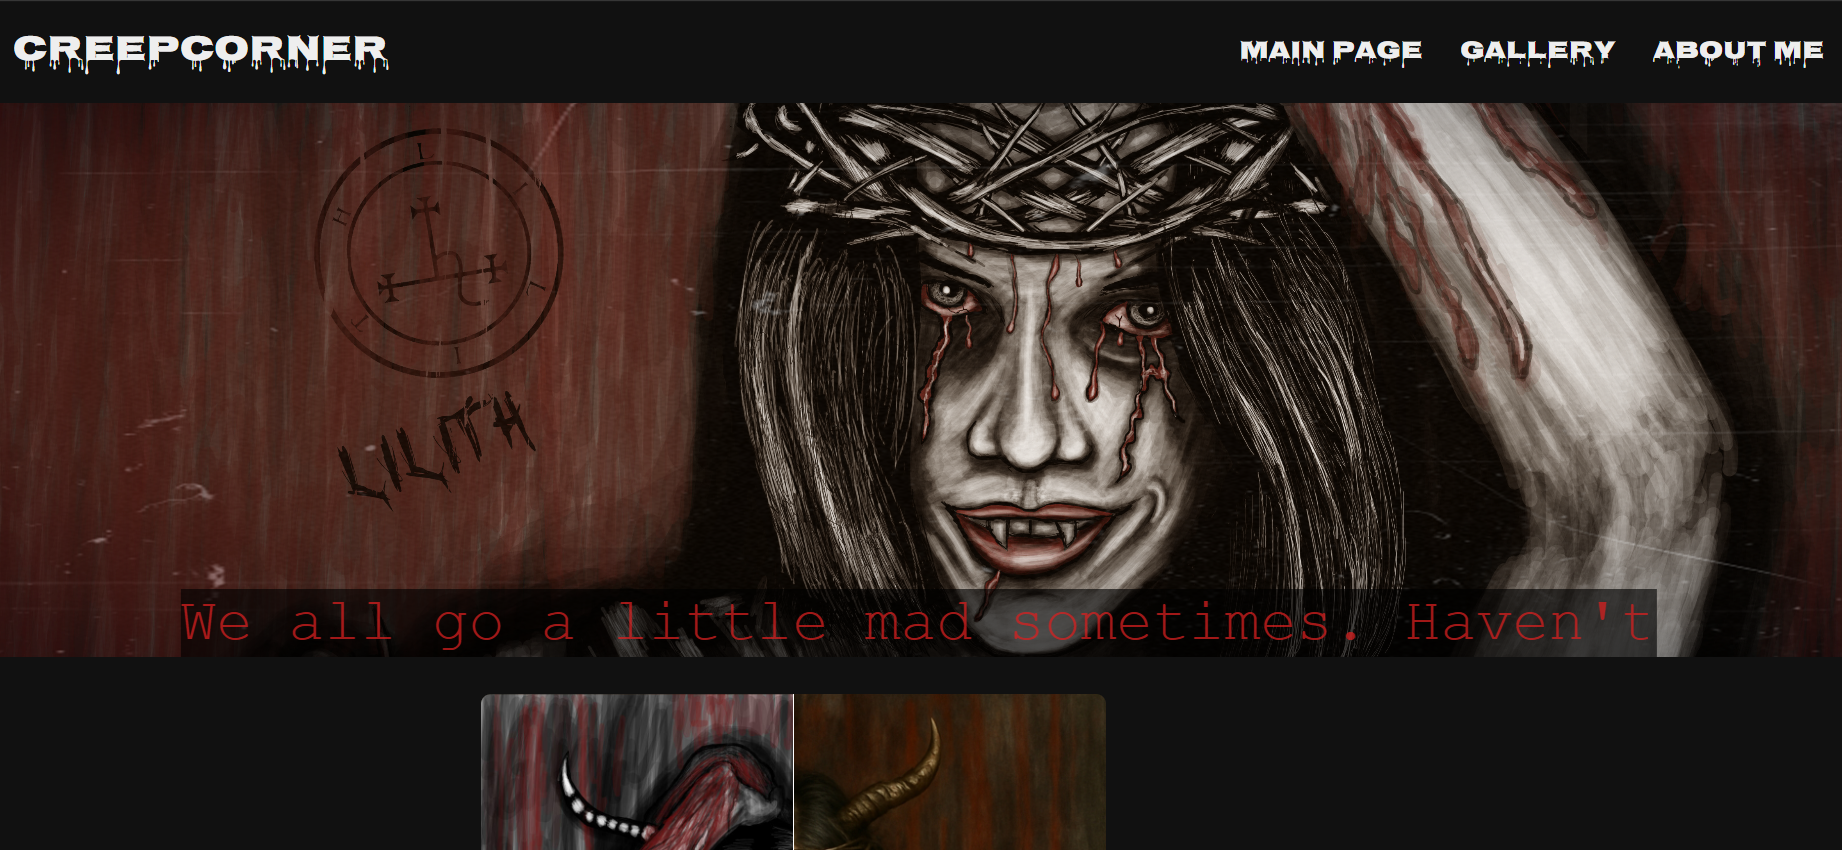 CREEPCORNER
MAIN PAGE GALLERY ABOUT ME
L I L I T H
LILITH
We all go a little mad sometimes. Haven't